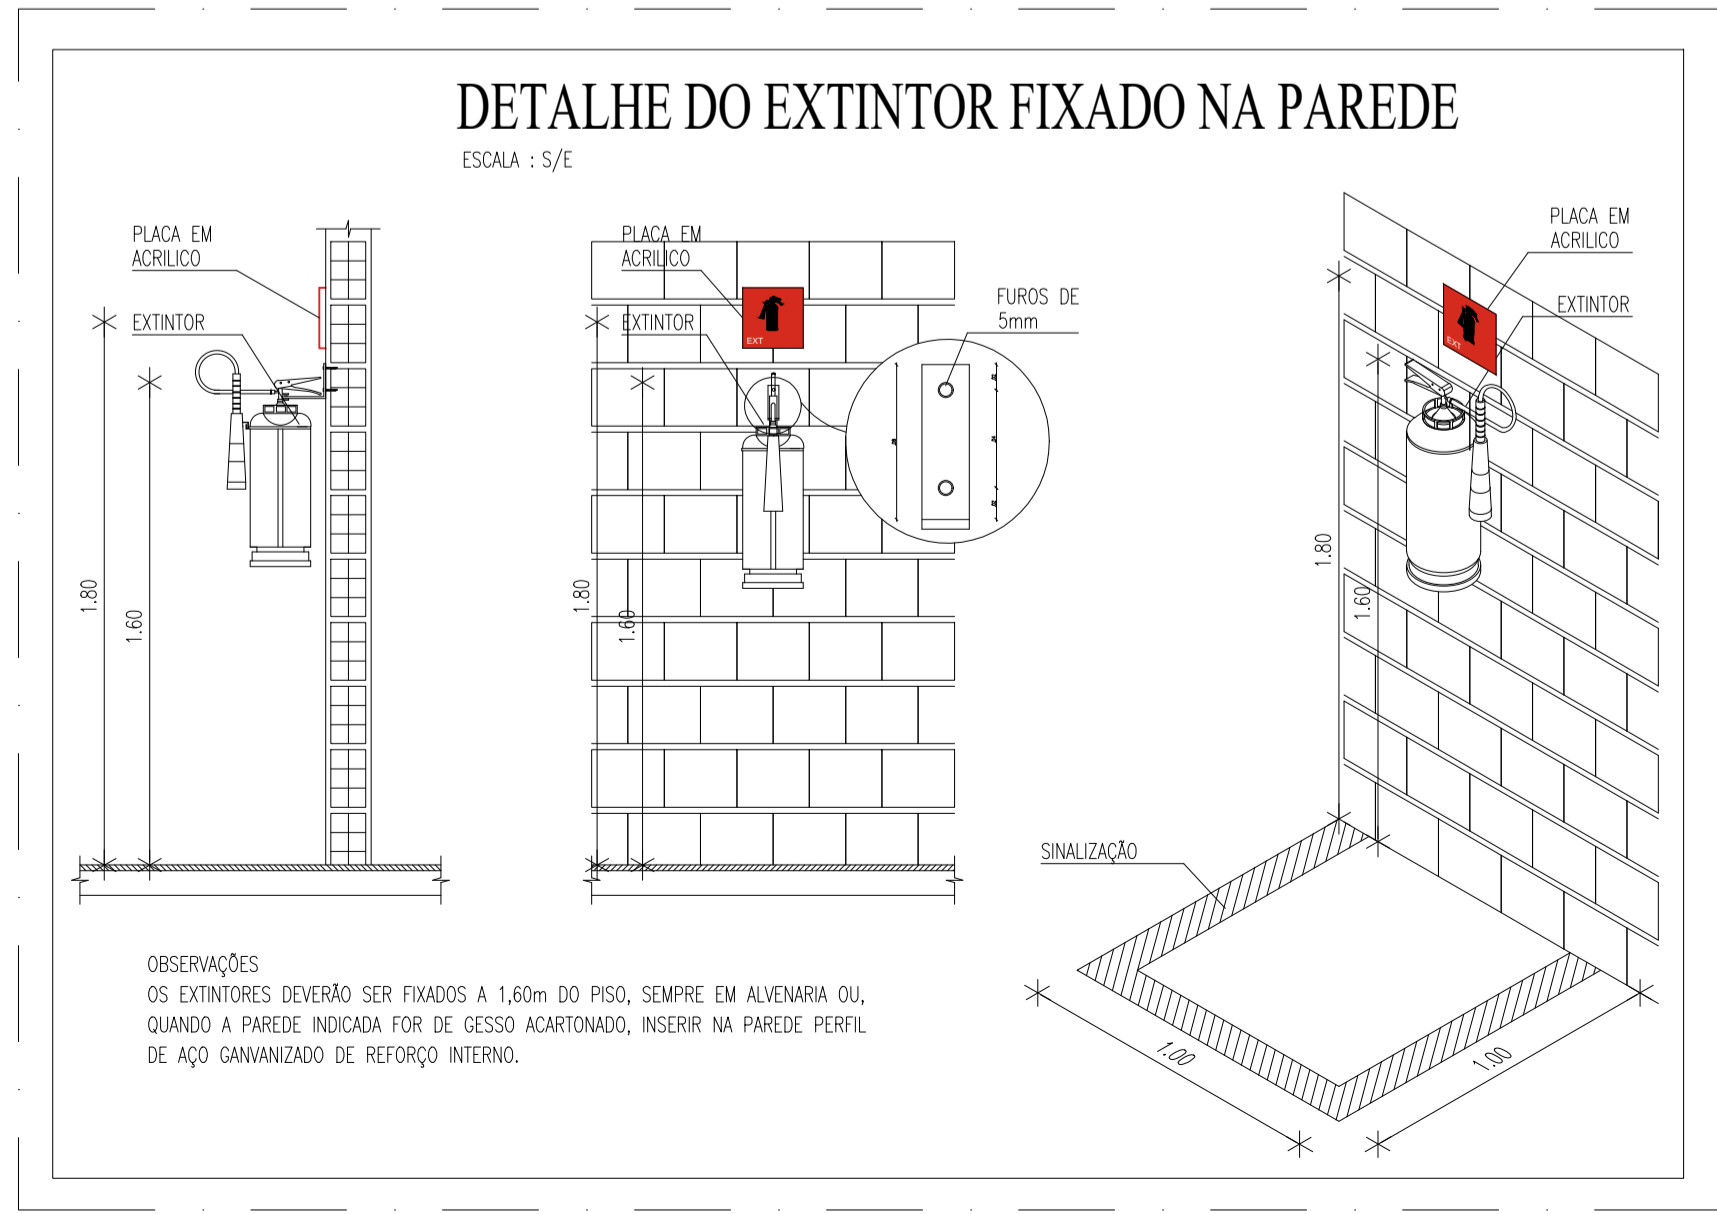 DETALHE DO EXTINTOR FIXADO NA PAREDE
ESCALA : S/E
PLACA EM
ACRILICO
EXTINTOR
1.80
1.60
PLACA EM
ACRILICO
EXTINTOR
EXT
FUROS DE
5mm
1.80
1.60
PLACA EM
ACRILICO
EXTINTOR
EXT
1.80
1.60
SINALIZAÇÃO
1.00
1.00
OBSERVAÇÕES
OS EXTINTORES DEVERÃO SER FIXADOS A 1,60m DO PISO, SEMPRE EM ALVENARIA OU,
QUANDO A PAREDE INDICADA FOR DE GESSO ACARTONADO, INSERIR NA PAREDE PERFIL
DE AÇO GANVANIZADO DE REFORÇO INTERNO.